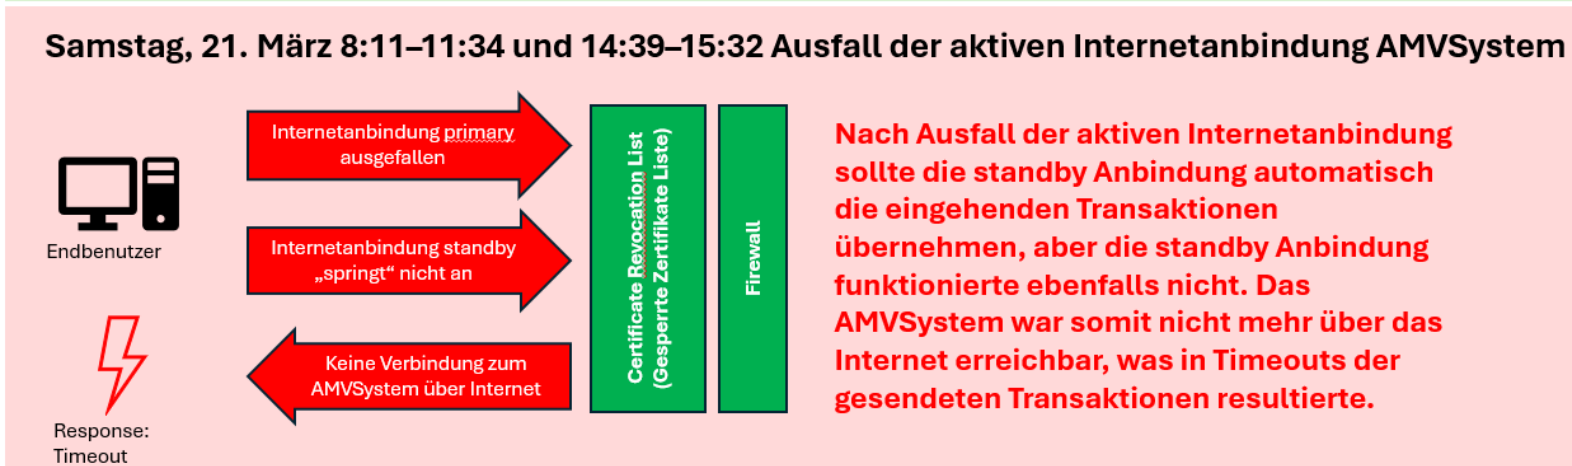 Samstag, 21. März 8:11–11:34 und 14:39–15:32 Ausfall der aktiven Internetanbindung AMVSystem
Endbenutzer
Internetanbindung primary
ausgefallen
Internetanbindung standby
„springt“ nicht an
Keine Verbindung zum
AMVSystem über Internet
Response:
Timeout
Certificate Revocation List
(Gesperrte Zertifikate Liste)
Firewall
Nach Ausfall der aktiven Internetanbindung
sollte die standby Anbindung automatisch
die eingehenden Transaktionen
übernehmen, aber die standby Anbindung
funktionierte ebenfalls nicht. Das
AMVSystem war somit nicht mehr über das
Internet erreichbar, was in Timeouts der
gesendeten Transaktionen resultierte.